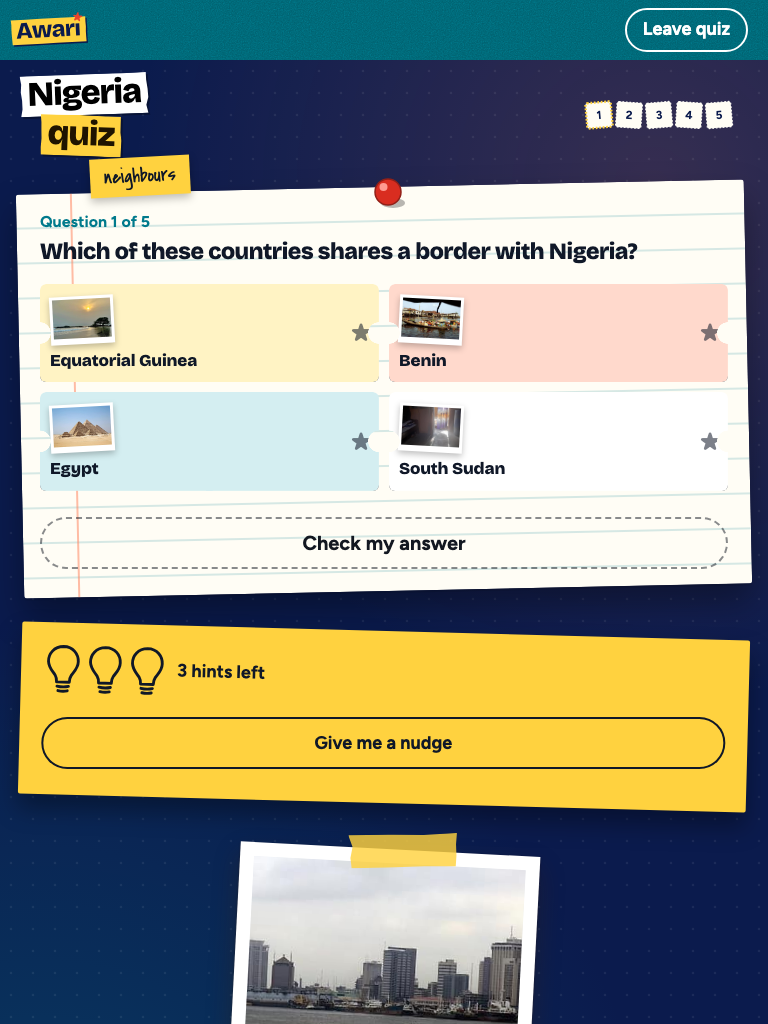 Awari
Leave quiz
Nigeria
quiz
neighbours
1 2 3 4 5
Question 1 of 5
Which of these countries shares a border with Nigeria?
Equatorial Guinea
Benin
Egypt
South Sudan
Check my answer
3 hints left
Give me a nudge